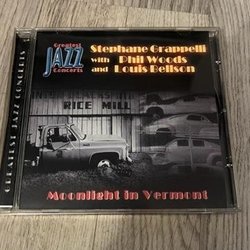 Greatest
JAZZ
Concerts
Stephane Grappelli
with Phil Woods
and Louis Bellson
RICE MILL
Moonlight in Vermont
GREATEST JAZZ CONCERTS